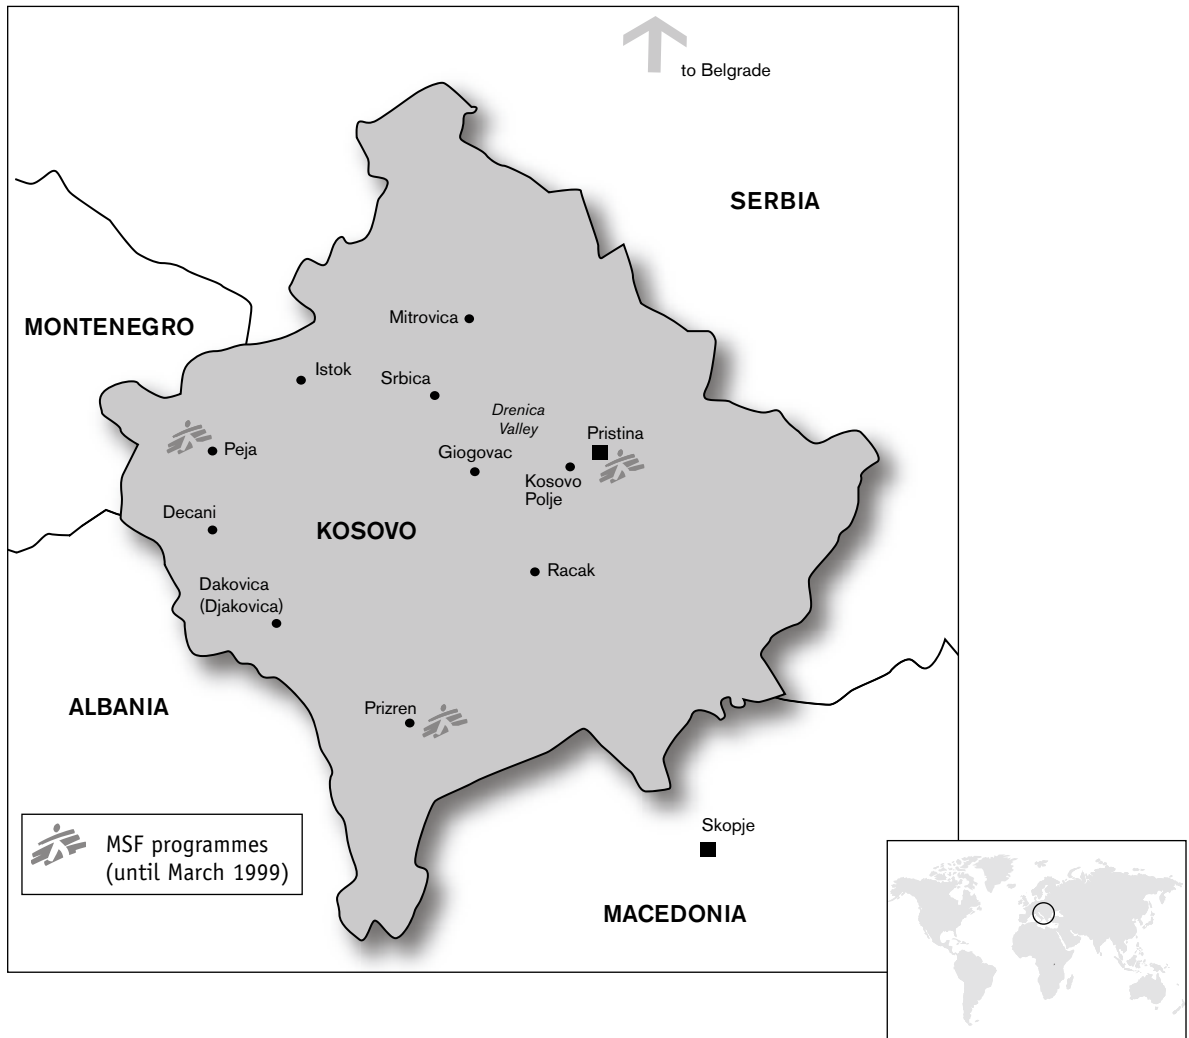 to Belgrade
SERBIA
MONTENEGRO
Mitrovica
Istok
Srbica
Drenica
Valley
Pristina
Peja
Giogovac
Kosovo
Polje
Decani
KOSOVO
Racak
Dakovica
(Djakovica)
ALBANIA
Prizren
MSF programmes
(until March 1999)
Skopje
MACEDONIA